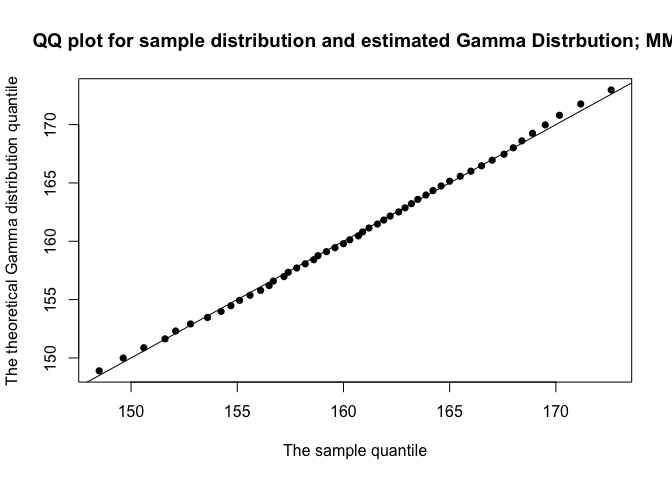 QQ plot for sample distribution and estimated Gamma Distrbution; MM
The theoretical Gamma distribution quantile
170
165
160
155
150
150 155 160 165 170
The sample quantile